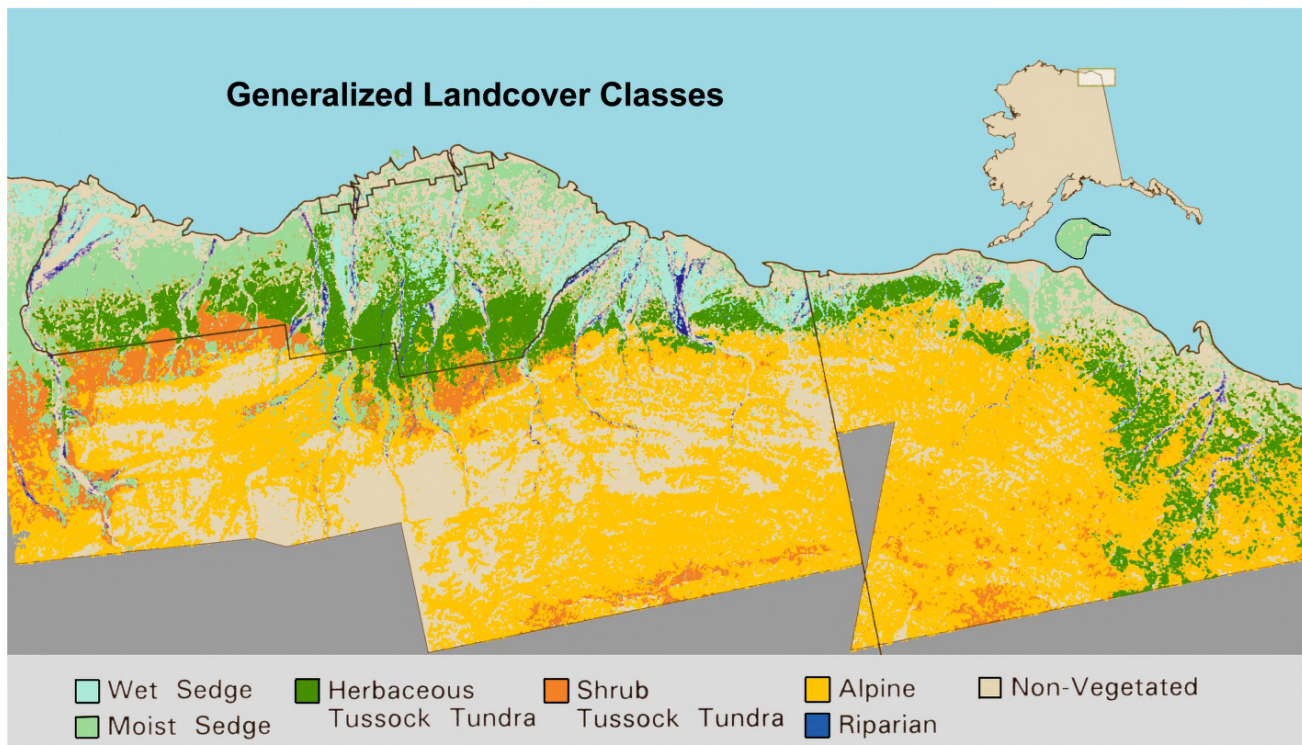 Generalized Landcover Classes
Wet Sedge
Moist Sedge
Herbaceous
Tussock Tundra
Shrub
Tussock Tundra
Alpine
Riparian
Non-Vegetated